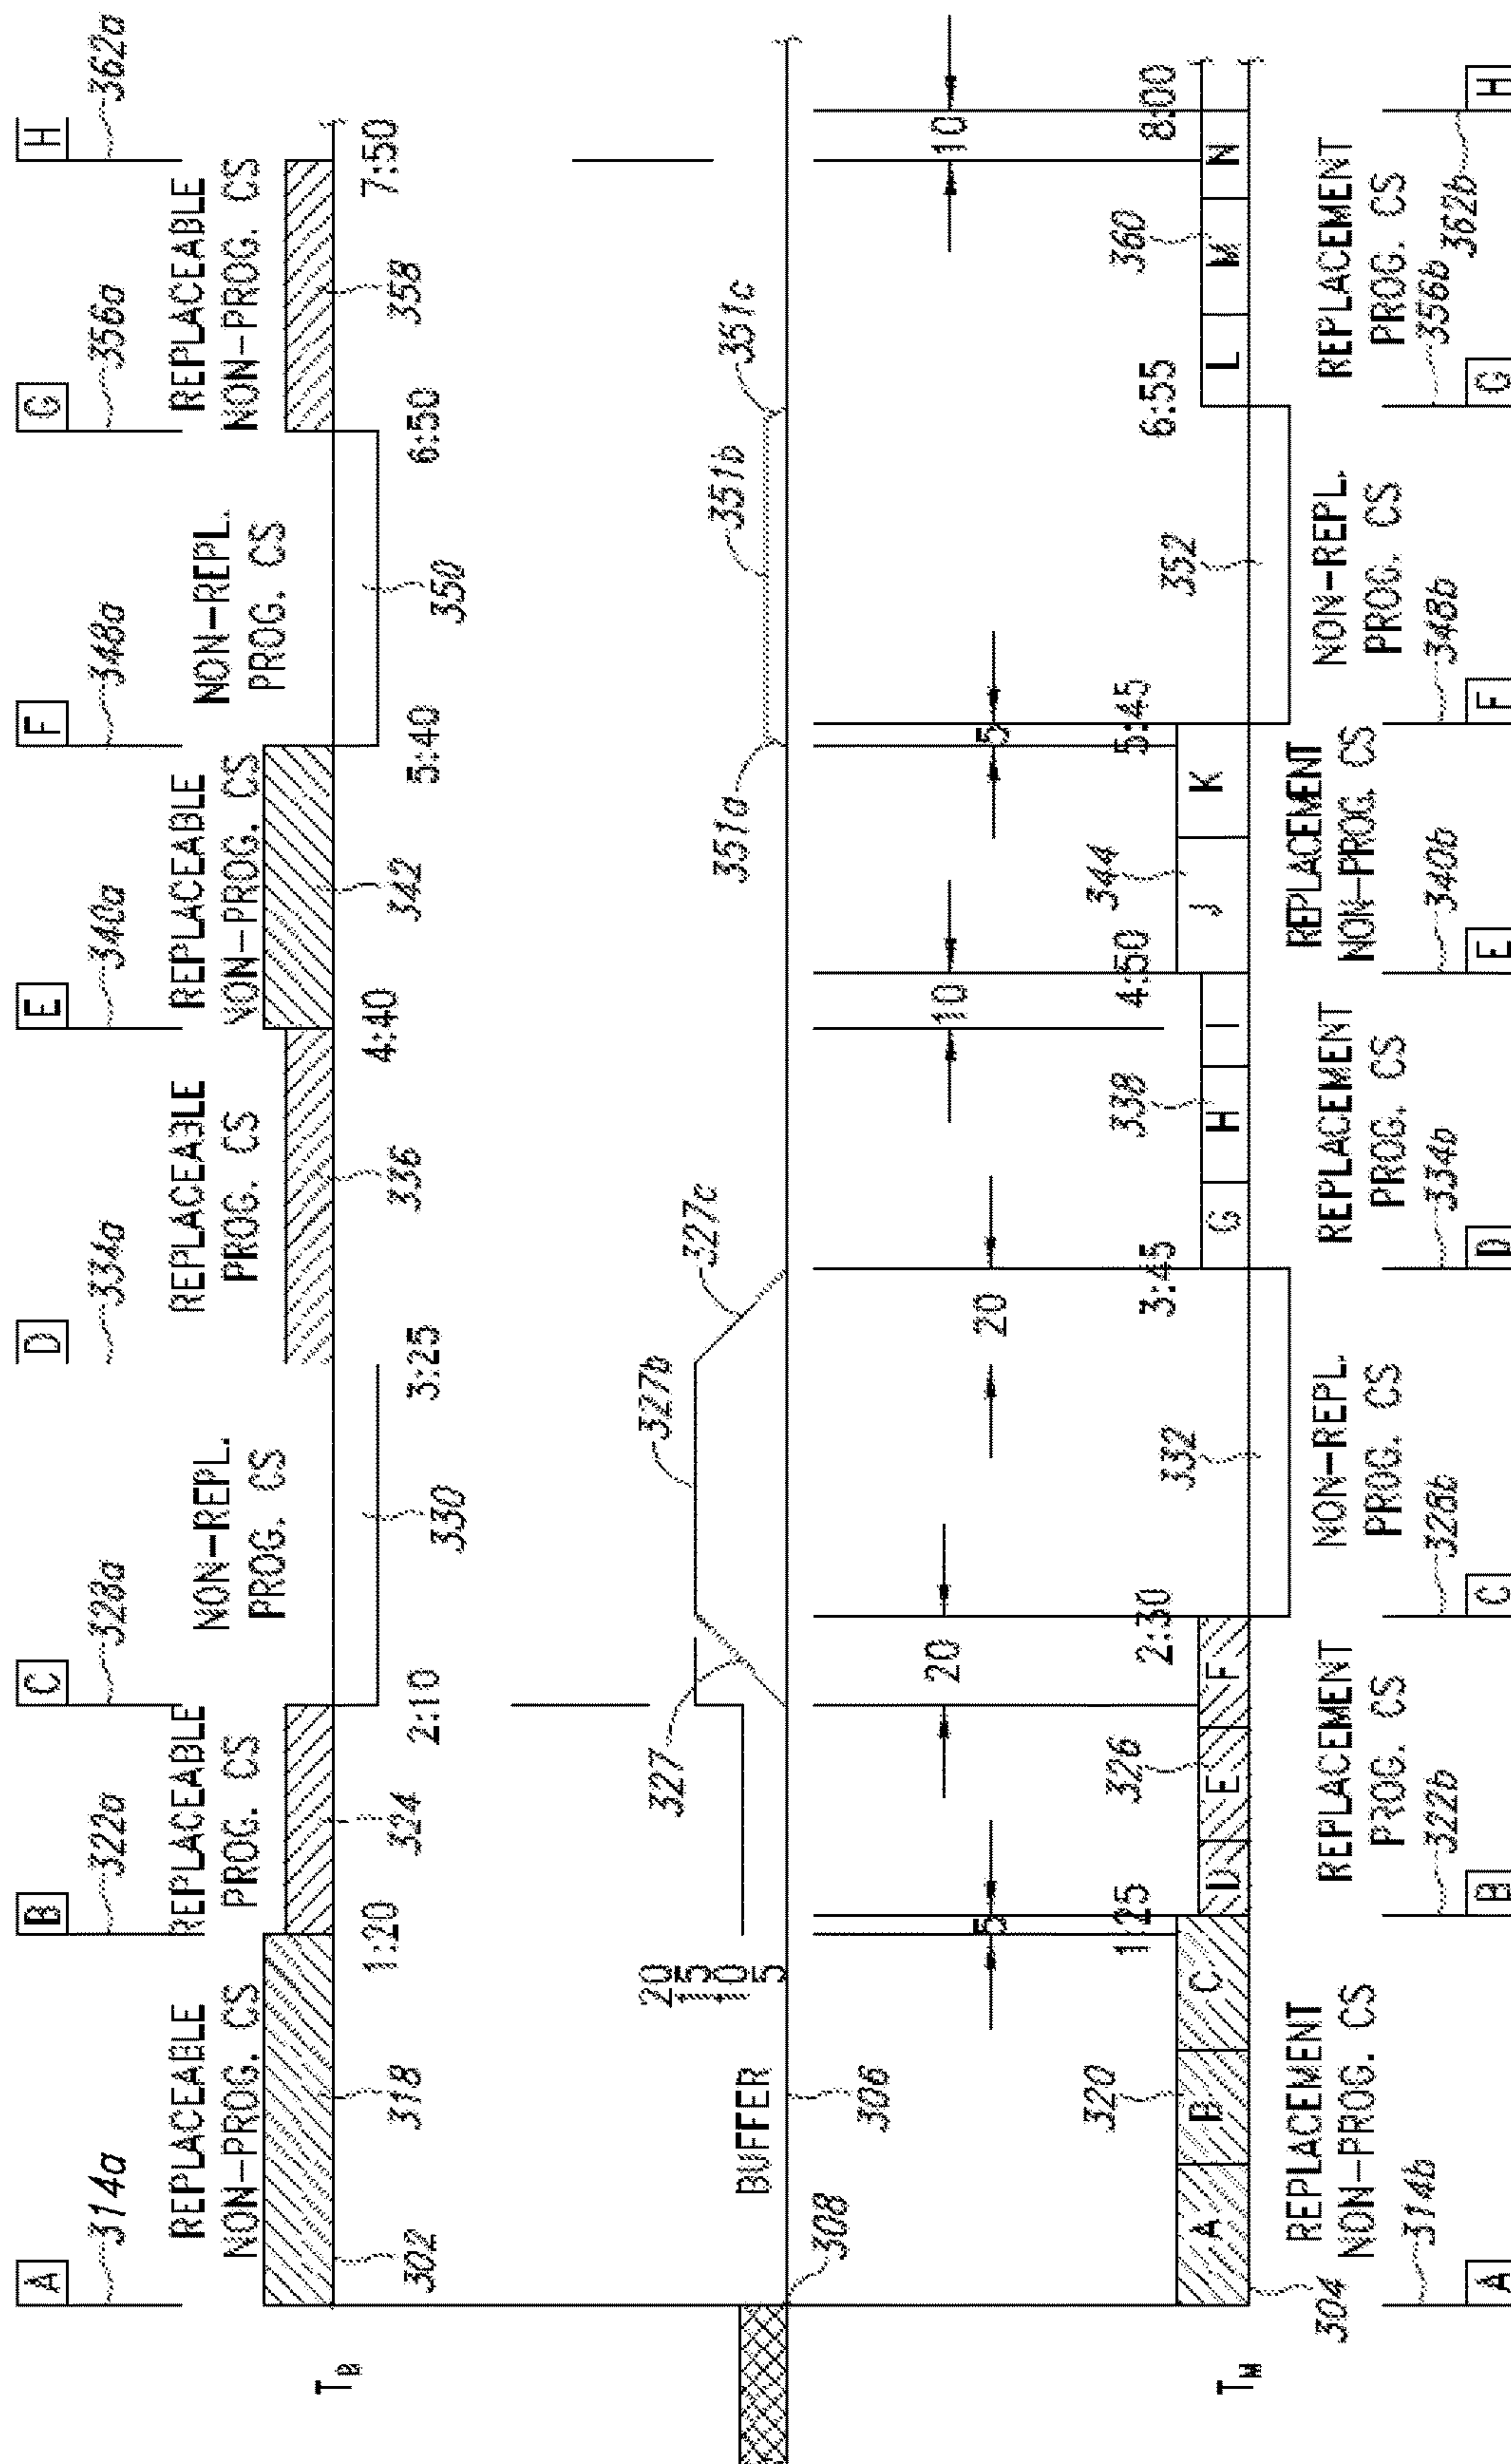 A
B
C
D
E
F
G
H
314a
322a
328a
334a
340a
348a
356a
362a
REPLACEABLE
NON-PROG. CS
REPLACEABLE
PROG. CS
NON-REPL.
PROG. CS
REPLACEABLE
PROG. CS
REPLACEABLE
NON-PROG. CS
NON-REPL.
PROG. CS
REPLACEABLE
NON-PROG. CS
1:20
2:10
3:25
4:40
5:40
6:50
7:50
302
318
324
330
336
342
350
358
BUFFER
20
15
10
5
327
327b
327c
351a
351b
351c
308
306
5
20
20
10
5
10
1:25
2:30
3:45
4:50
5:45
6:55
8:00
320
326
332
338
344
352
360
A
B
C
D
E
F
G
H
I
J
K
L
M
N
T_M
304
REPLACEMENT
NON-PROG. CS
REPLACEMENT
PROG. CS
NON-REPL.
PROG. CS
REPLACEMENT
PROG. CS
REPLACEMENT
NON-PROG. CS
NON-REPL.
PROG. CS
REPLACEMENT
PROG. CS
314b
322b
328b
334b
340b
348b
356b
362b
A
B
C
D
E
F
G
H